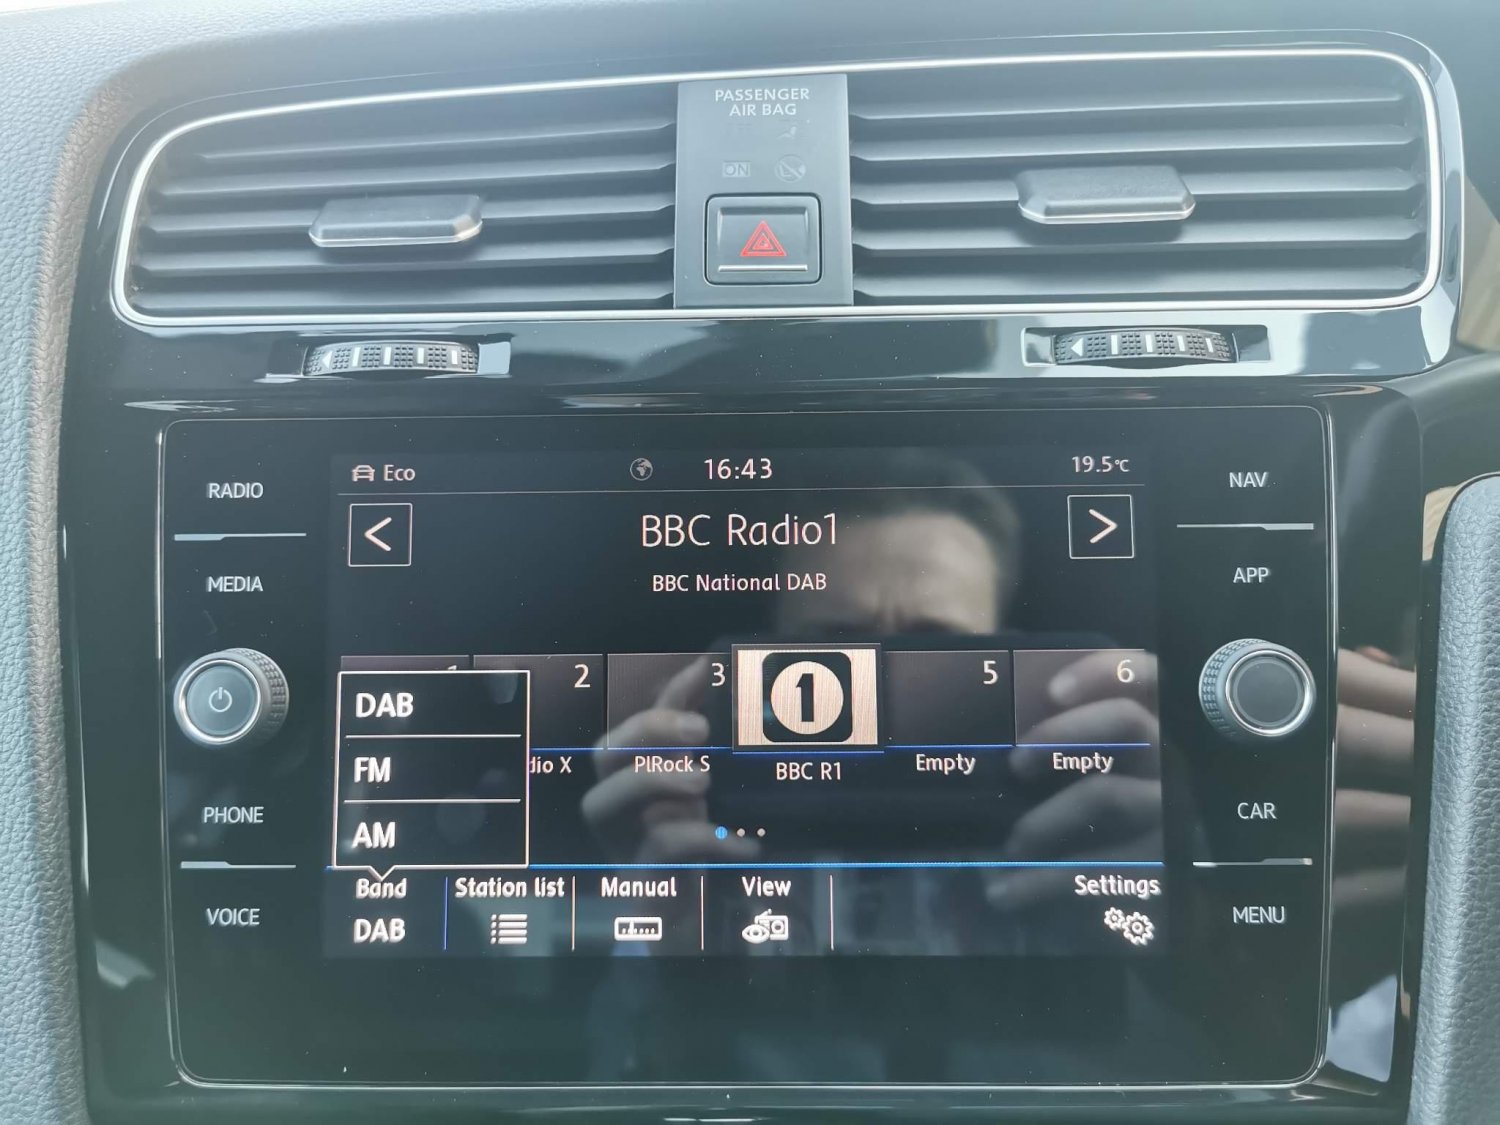 PASSENGER
AIR BAG
ON
RADIO
MEDIA
PHONE
VOICE
Eco
16:43
19.5°C
<
BBC Radio1
>
BBC National DAB
2
3
1
5
6
dio X
PlRock S
BBC R1
Empty
Empty
DAB
FM
AM
Band
DAB
Station list
Manual
View
Settings
NAV
APP
CAR
MENU